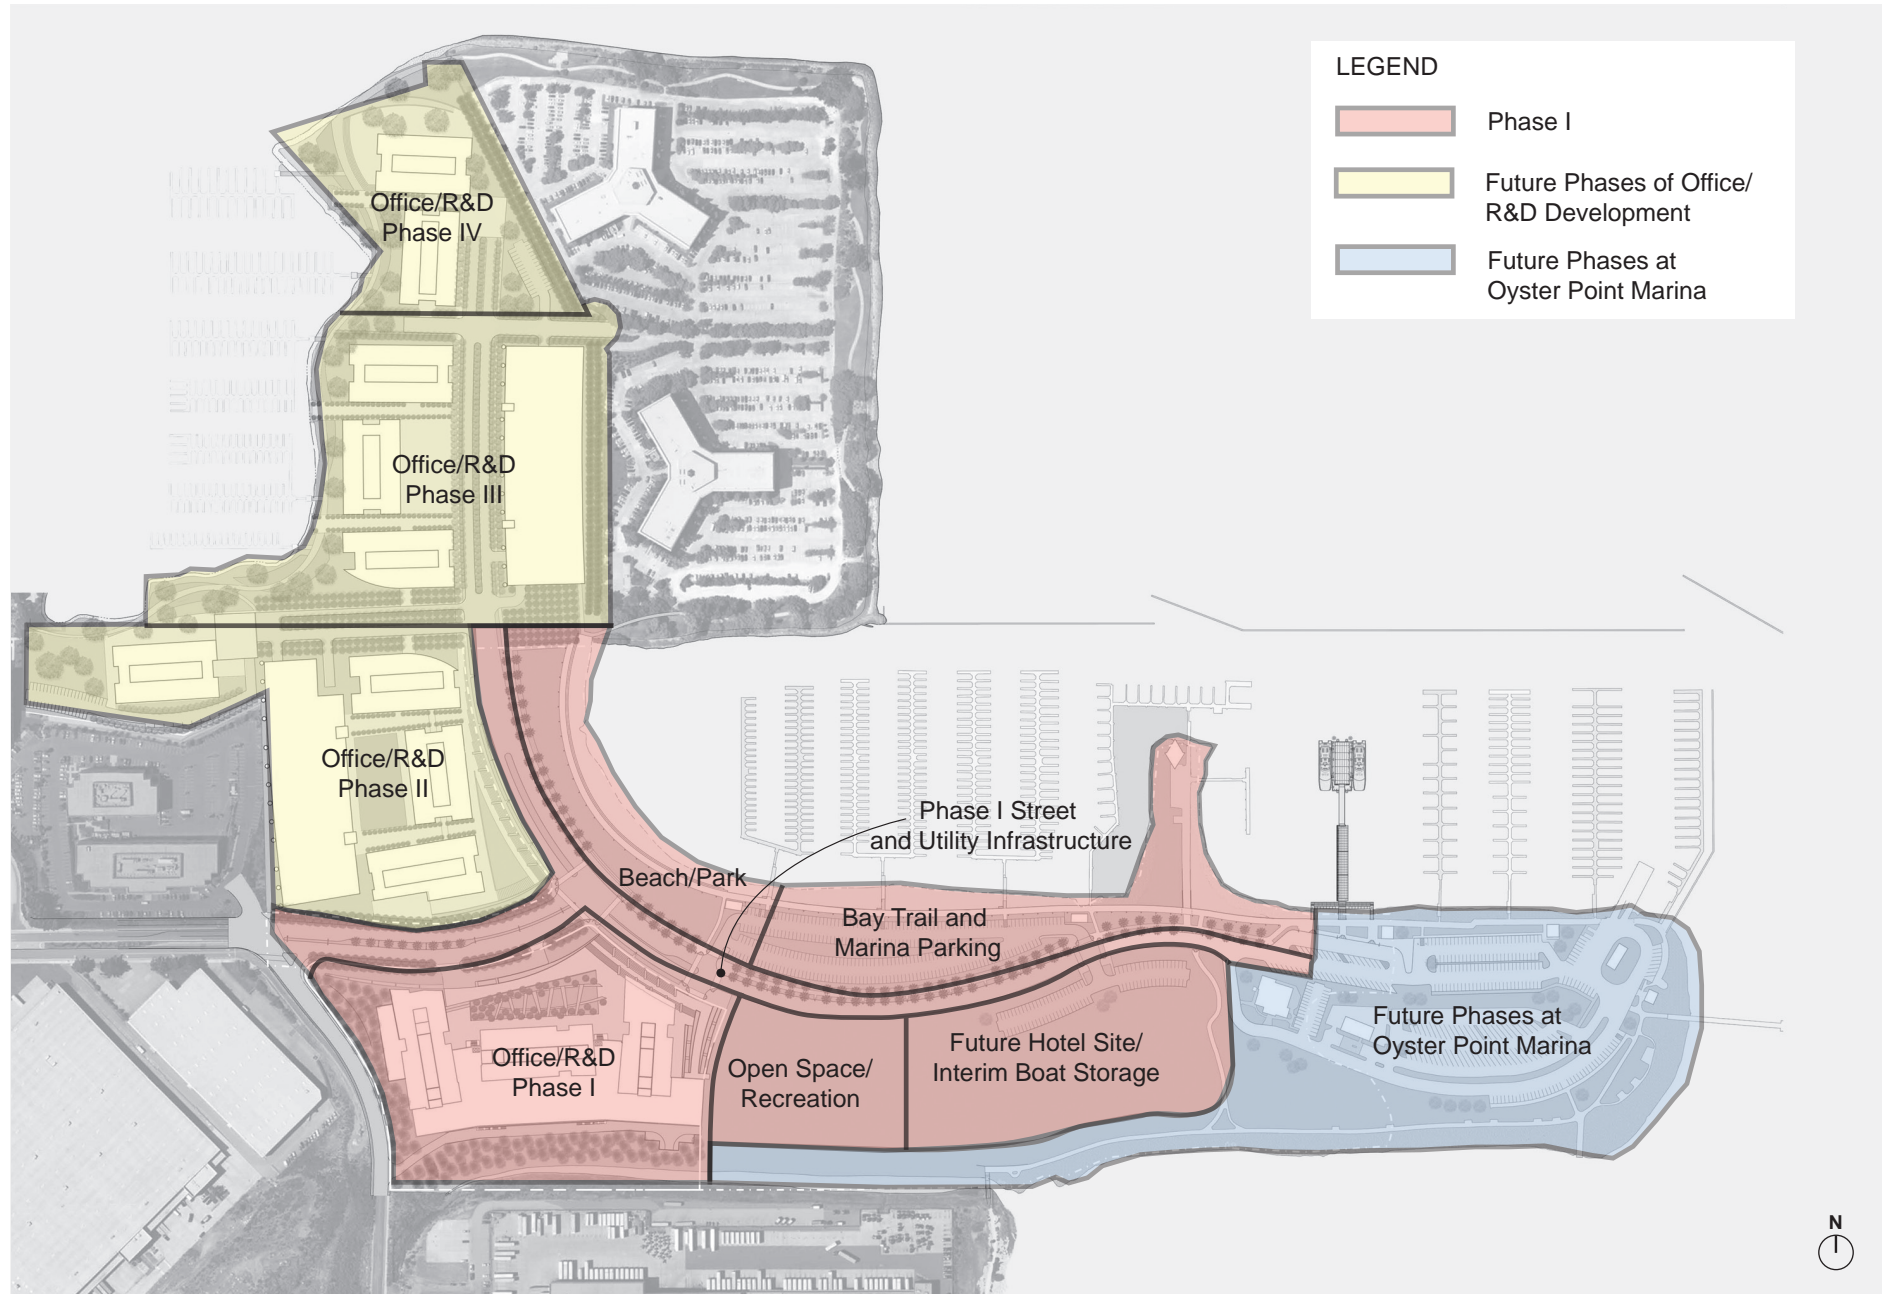 LEGEND
Phase I
Future Phases of Office/
R&D Development
Future Phases at
Oyster Point Marina
Office/R&D
Phase IV
Office/R&D
Phase III
Office/R&D
Phase II
Phase I Street
and Utility Infrastructure
Beach/Park
Bay Trail and
Marina Parking
Future Phases at
Oyster Point Marina
Future Hotel Site/
Interim Boat Storage
Office/R&D
Phase I
Open Space/
Recreation
N